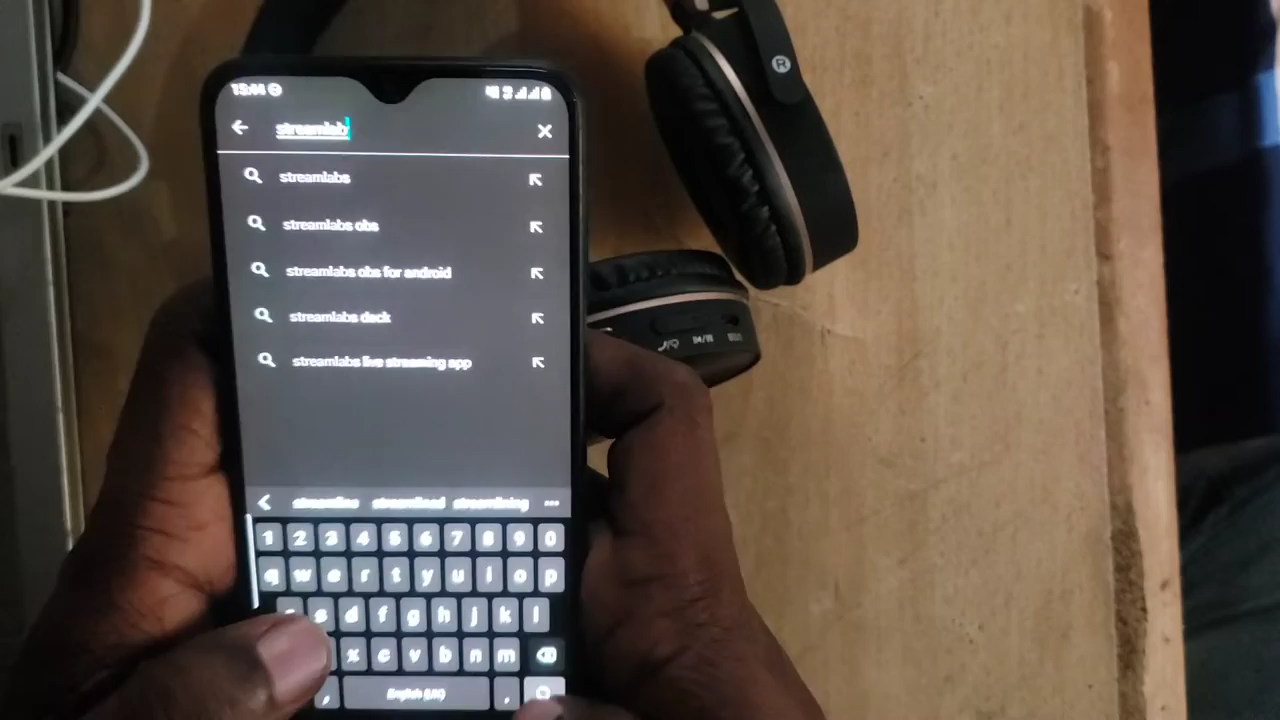 15:44
streamlab
streamlabs
streamlabs obs
streamlabs obs for android
streamlabs deck
streamlabs live streaming app
streamline streamlined streamlining
1 2 3 4 5 6 7 8 9 0
q w e r t y u i o p
s d f g h j k l
x c v b n m
, English (UK) .
R